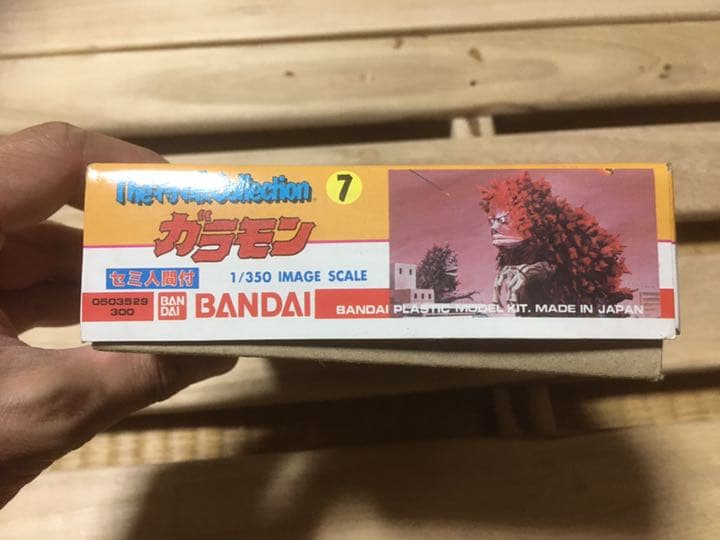 The特撮Collection 7
ガラモン
セミ人間付 1/350 IMAGE SCALE
0503529
300
BAN
DAI
BANDAI
BANDAI PLASTIC MODEL KIT. MADE IN JAPAN